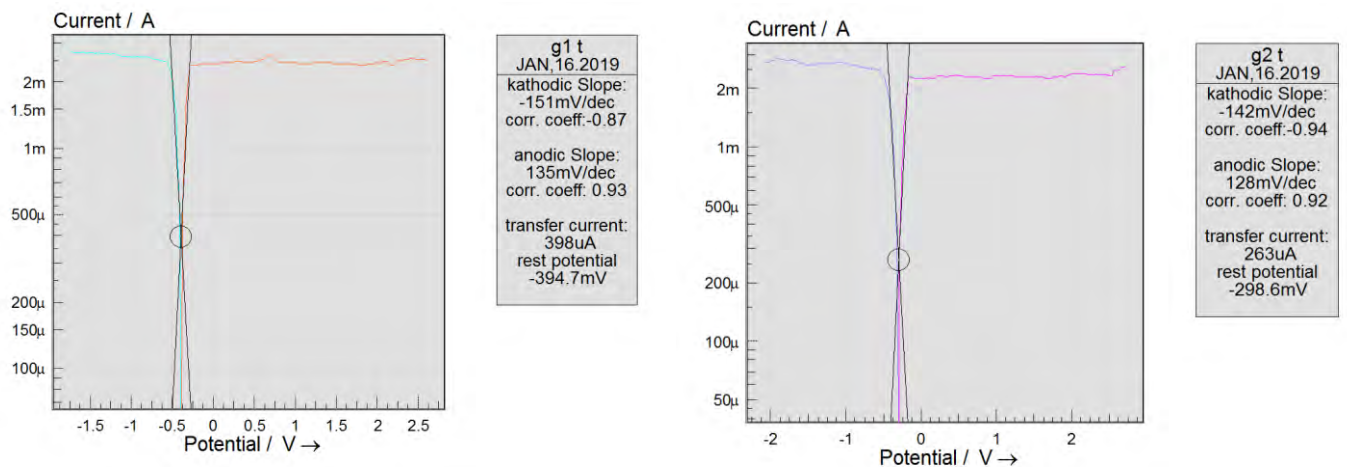 Current / A
2m
1.5m
1m
500µ
200µ
150µ
100µ
-1.5 -1 -0.5 0 0.5 1 1.5 2 2.5
Potential / V →
g1 t
JAN,16.2019
kathodic Slope:
-151mV/dec
corr. coeff:-0.87
anodic Slope:
135mV/dec
corr. coeff: 0.93
transfer current:
398uA
rest potential
-394.7mV
Current / A
2m
1m
500µ
200µ
100µ
50µ
-2 -1 0 1 2
Potential / V →
g2 t
JAN,16.2019
kathodic Slope:
-142mV/dec
corr. coeff:-0.94
anodic Slope:
128mV/dec
corr. coeff: 0.92
transfer current:
263uA
rest potential
-298.6mV